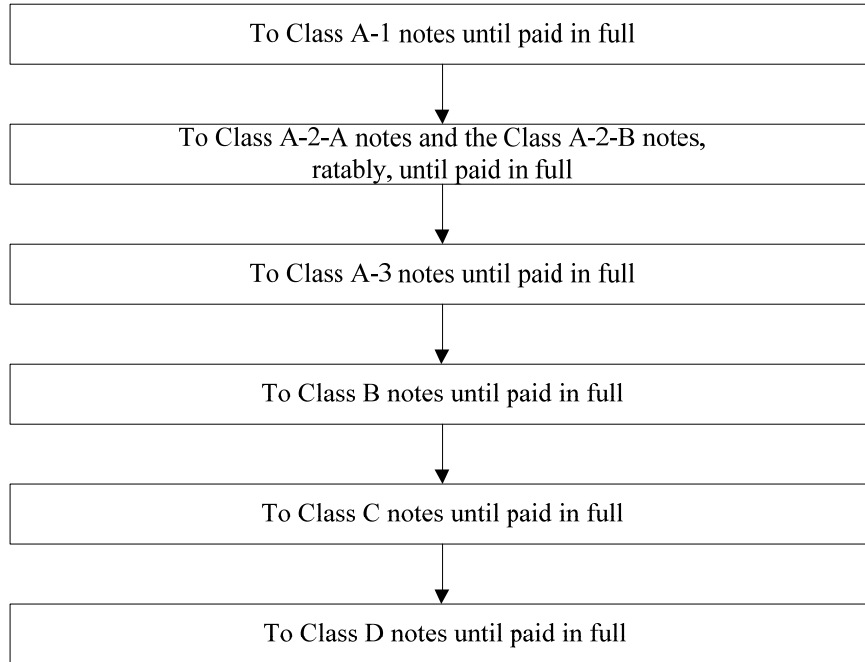 To Class A-1 notes until paid in full
To Class A-2-A notes and the Class A-2-B notes,
ratably, until paid in full
To Class A-3 notes until paid in full
To Class B notes until paid in full
To Class C notes until paid in full
To Class D notes until paid in full